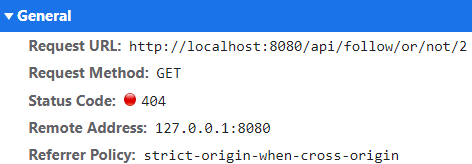 General
Request URL: http://localhost:8080/api/follow/or/not/2
Request Method: GET
Status Code: 404
Remote Address: 127.0.0.1:8080
Referrer Policy: strict-origin-when-cross-origin